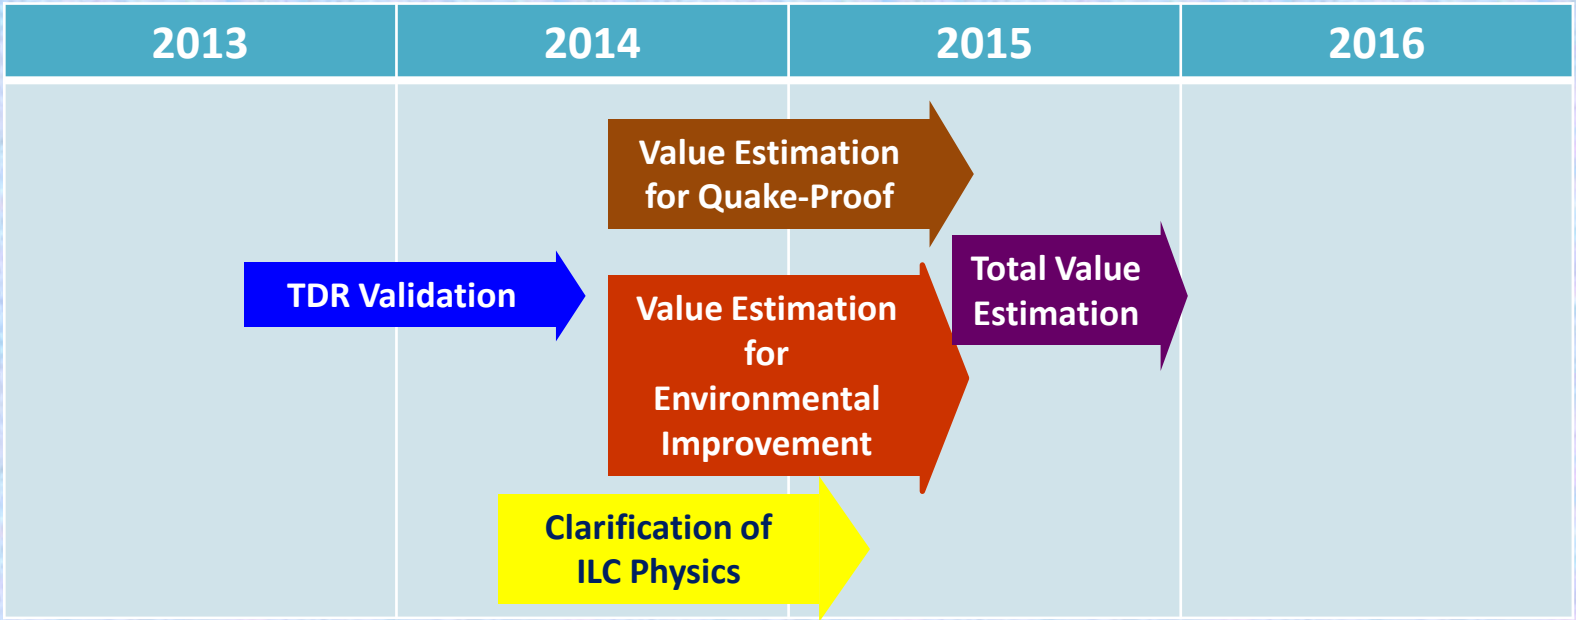 2013
2014
2015
2016
Value Estimation
for Quake-Proof
TDR Validation
Value Estimation
for
Environmental
Improvement
Total Value
Estimation
Clarification of
ILC Physics